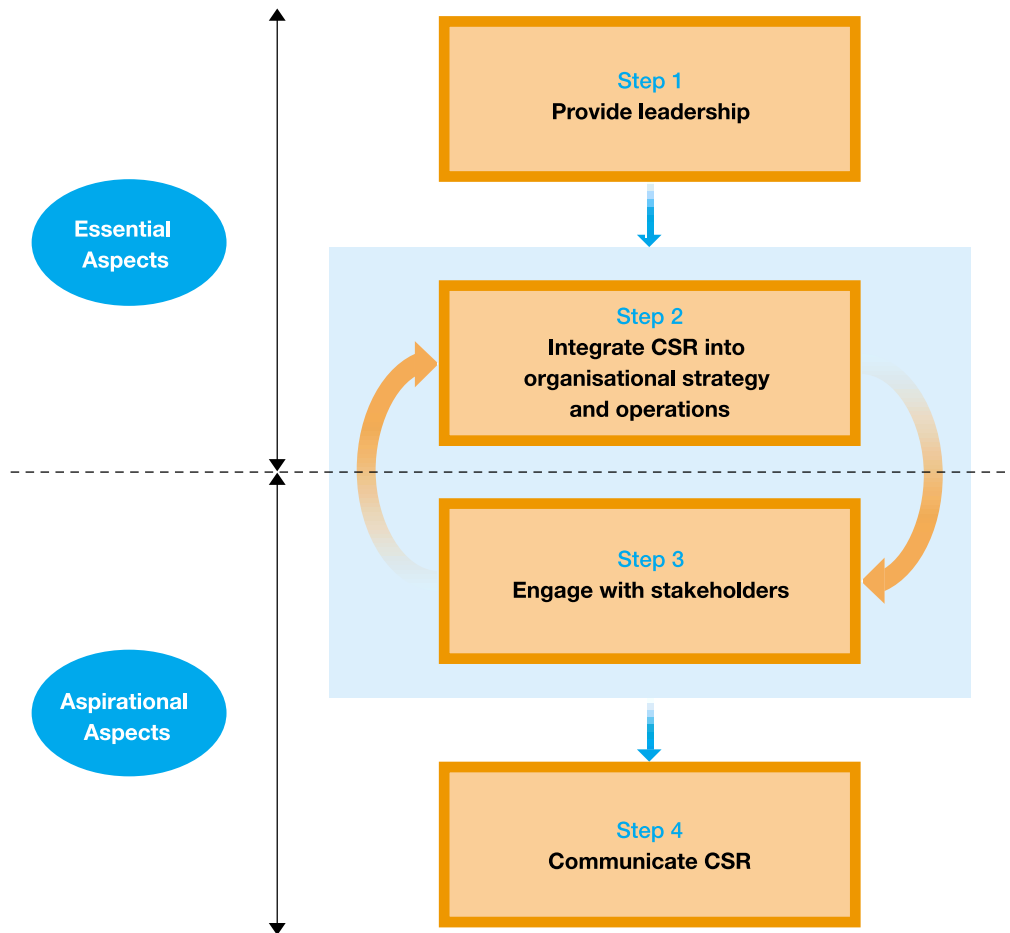 Step 1
Provide leadership
Essential
Aspects
Step 2
Integrate CSR into
organisational strategy
and operations
Step 3
Engage with stakeholders
Aspirational
Aspects
Step 4
Communicate CSR